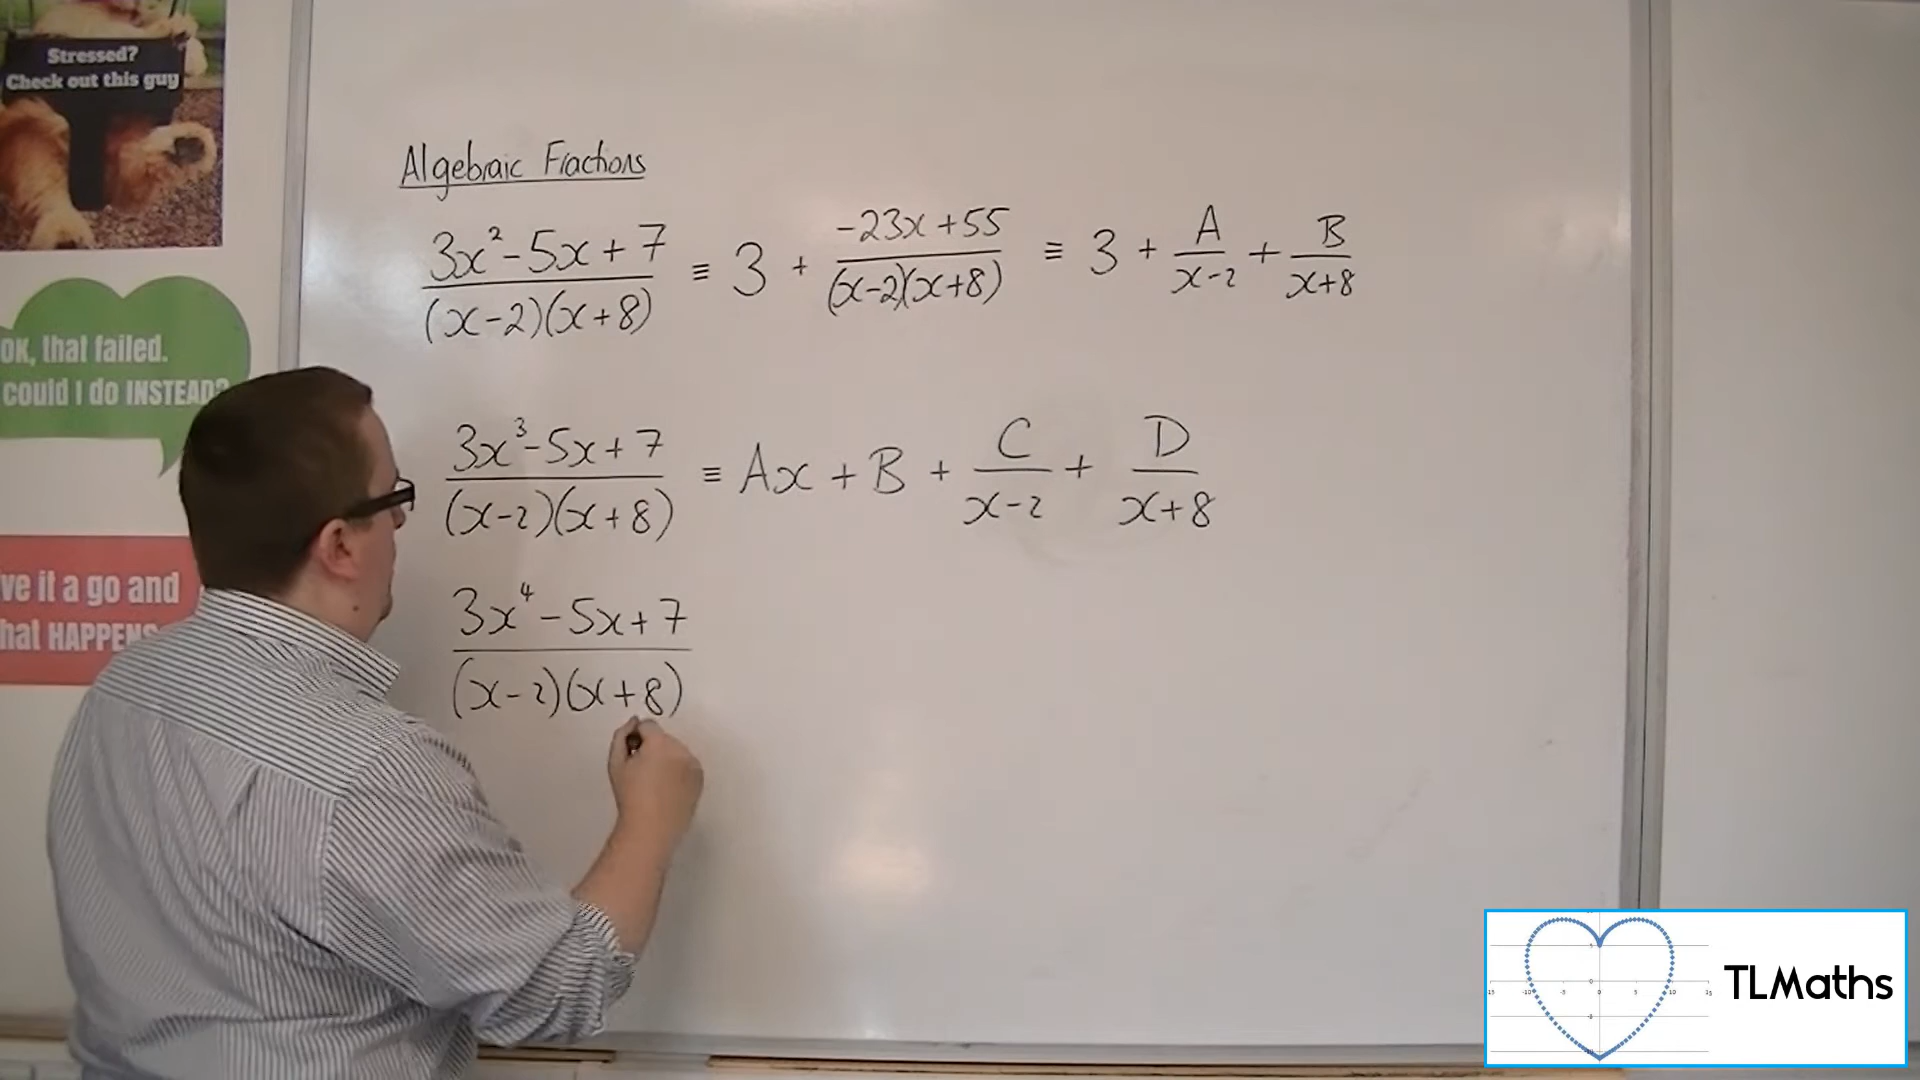 Stressed?
Check out this guy
OK, that failed.
could I do INSTEAD?
ve it a go and
hat HAPPENS
Algebraic Fractions
3x² - 5x + 7 / (x-2)(x+8) ≡ 3 + -23x + 55 / (x-2)(x+8) ≡ 3 + A / x-2 + B / x+8
3x³ - 5x + 7 / (x-2)(x+8) ≡ Ax + B + C / x-2 + D / x+8
3x⁴ - 5x + 7 / (x-2)(x+8)
TLMaths